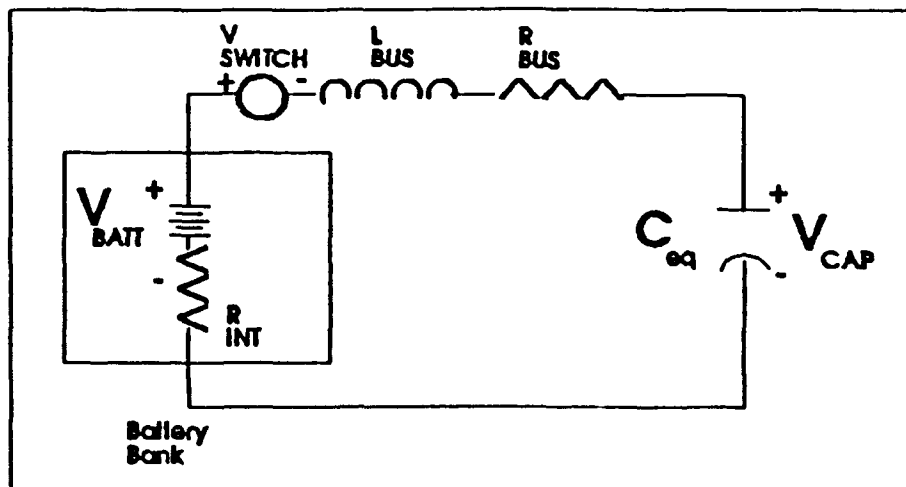 V
SWITCH
+ -
L
BUS
R
BUS
+
V
BATT
-
R
INT
C
eq
+
V
CAP
-
Battery
Bank